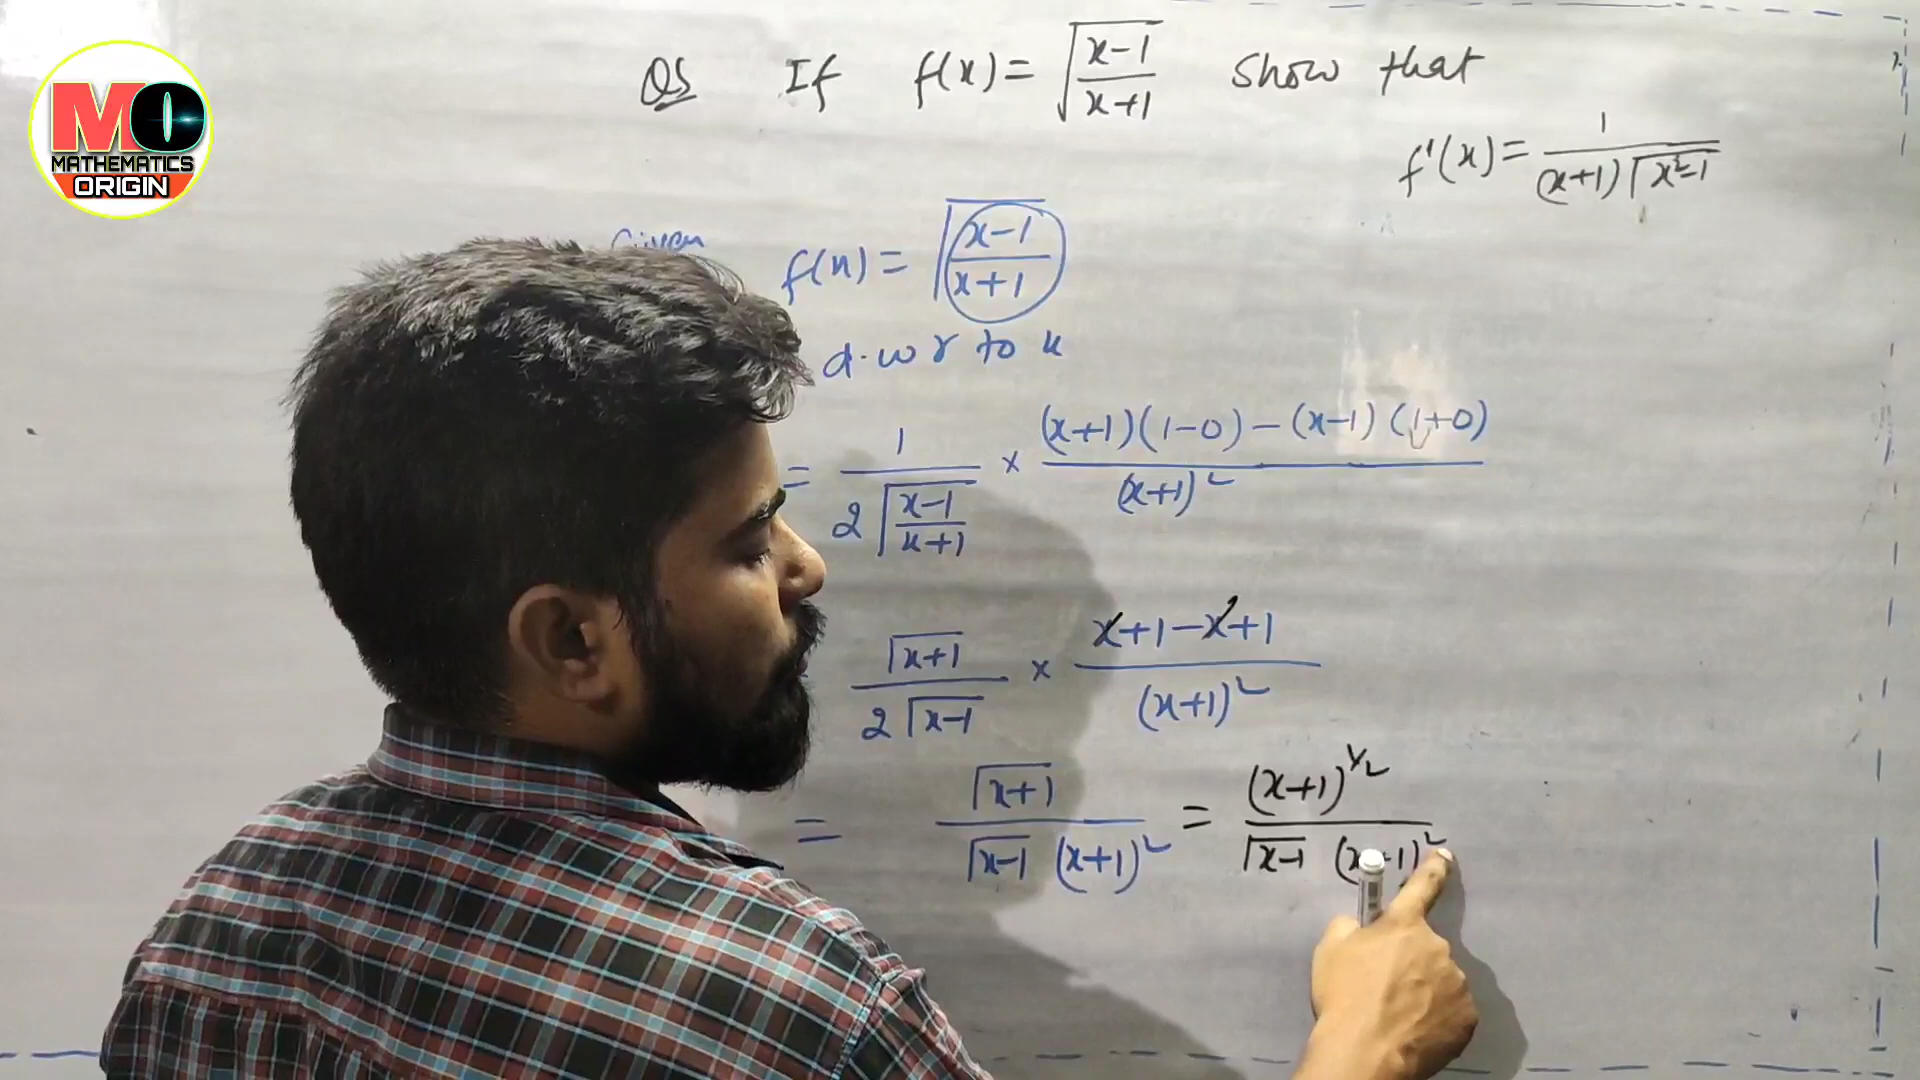 MO
MATHEMATICS
ORIGIN
Q5 If f(x) = √((x-1)/(x+1)) show that
f'(x) = 1/((x+1)√(x²-1))
Given f(x) = √((x-1)/(x+1))
d.w r to x
= 1/(2√((x-1)/(x+1))) × ((x+1)(1-0) - (x-1)(1+0))/(x+1)²
√(x+1)/(2√(x-1)) × (x+1-x+1)/(x+1)²
= √(x+1)/(√(x-1) (x+1)²) = (x+1)^(1/2)/(√(x-1) (x+1)²)